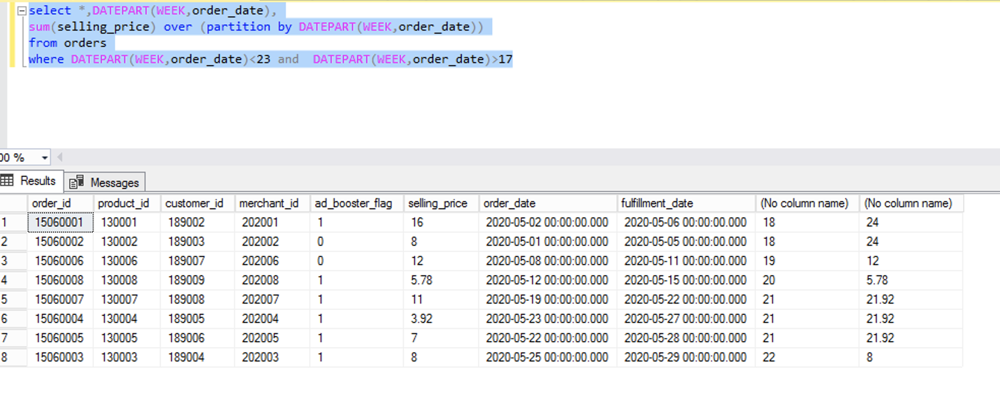 select *,DATEPART(WEEK,order_date),
sum(selling_price) over (partition by DATEPART(WEEK,order_date))
from orders
where DATEPART(WEEK,order_date)<23 and  DATEPART(WEEK,order_date)>17
00 %
Results Messages
order_id product_id customer_id merchant_id ad_booster_flag selling_price order_date fulfillment_date (No column name) (No column name)
1 15060001 130001 189002 202001 1 16 2020-05-02 00:00:00.000 2020-05-06 00:00:00.000 18 24
2 15060002 130002 189003 202002 0 8 2020-05-01 00:00:00.000 2020-05-05 00:00:00.000 18 24
3 15060006 130006 189007 202006 0 12 2020-05-08 00:00:00.000 2020-05-11 00:00:00.000 19 12
4 15060008 130008 189009 202008 1 5.78 2020-05-12 00:00:00.000 2020-05-15 00:00:00.000 20 5.78
5 15060007 130007 189008 202007 1 11 2020-05-19 00:00:00.000 2020-05-22 00:00:00.000 21 21.92
6 15060004 130004 189005 202004 1 3.92 2020-05-23 00:00:00.000 2020-05-27 00:00:00.000 21 21.92
7 15060005 130005 189006 202005 1 7 2020-05-22 00:00:00.000 2020-05-28 00:00:00.000 21 21.92
8 15060003 130003 189004 202003 1 8 2020-05-25 00:00:00.000 2020-05-29 00:00:00.000 22 8